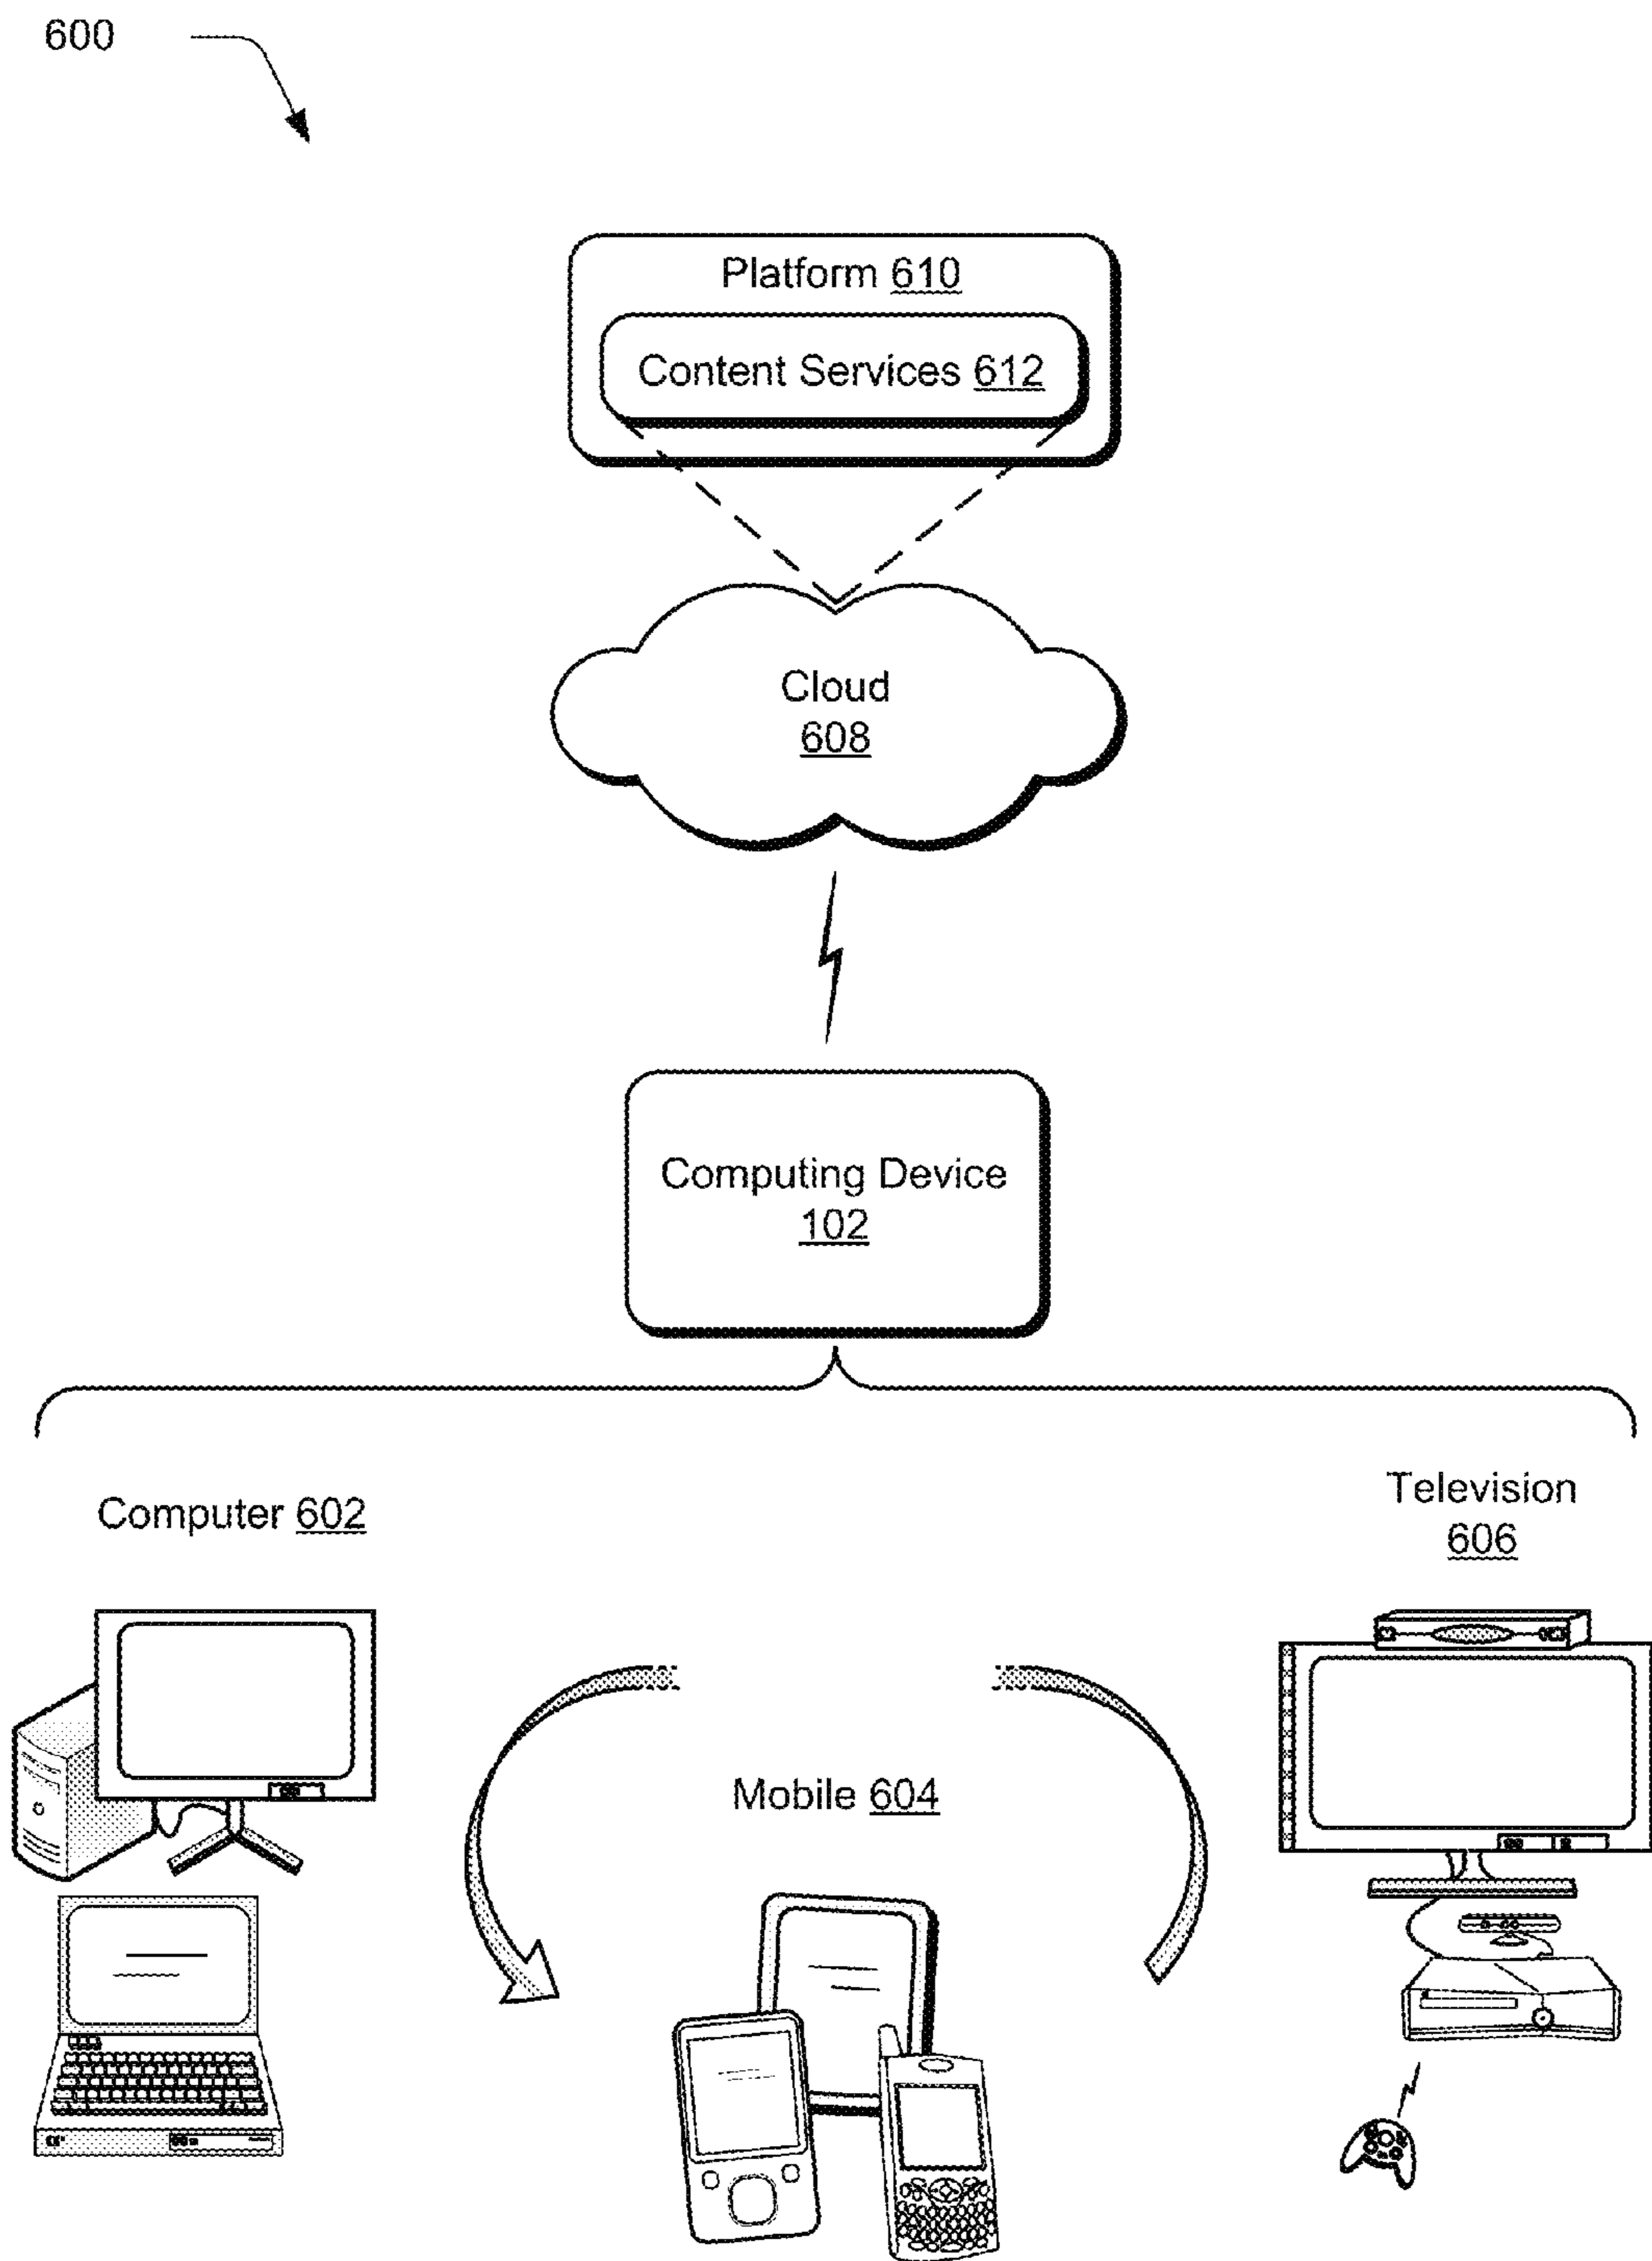 600
Platform 610
Content Services 612
Cloud
608
Computing Device
102
Computer 602
Television
606
Mobile 604